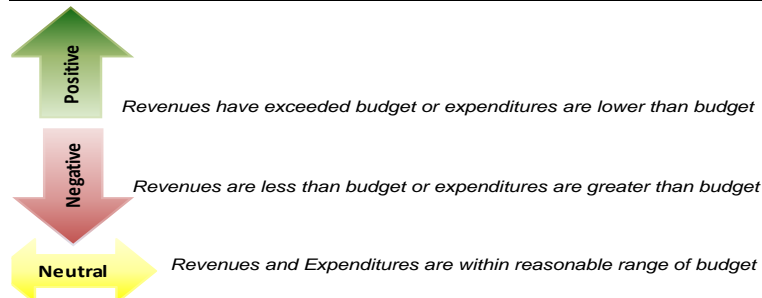 Positive
Revenues have exceeded budget or expenditures are lower than budget
Negative
Revenues are less than budget or expenditures are greater than budget
Neutral
Revenues and Expenditures are within reasonable range of budget